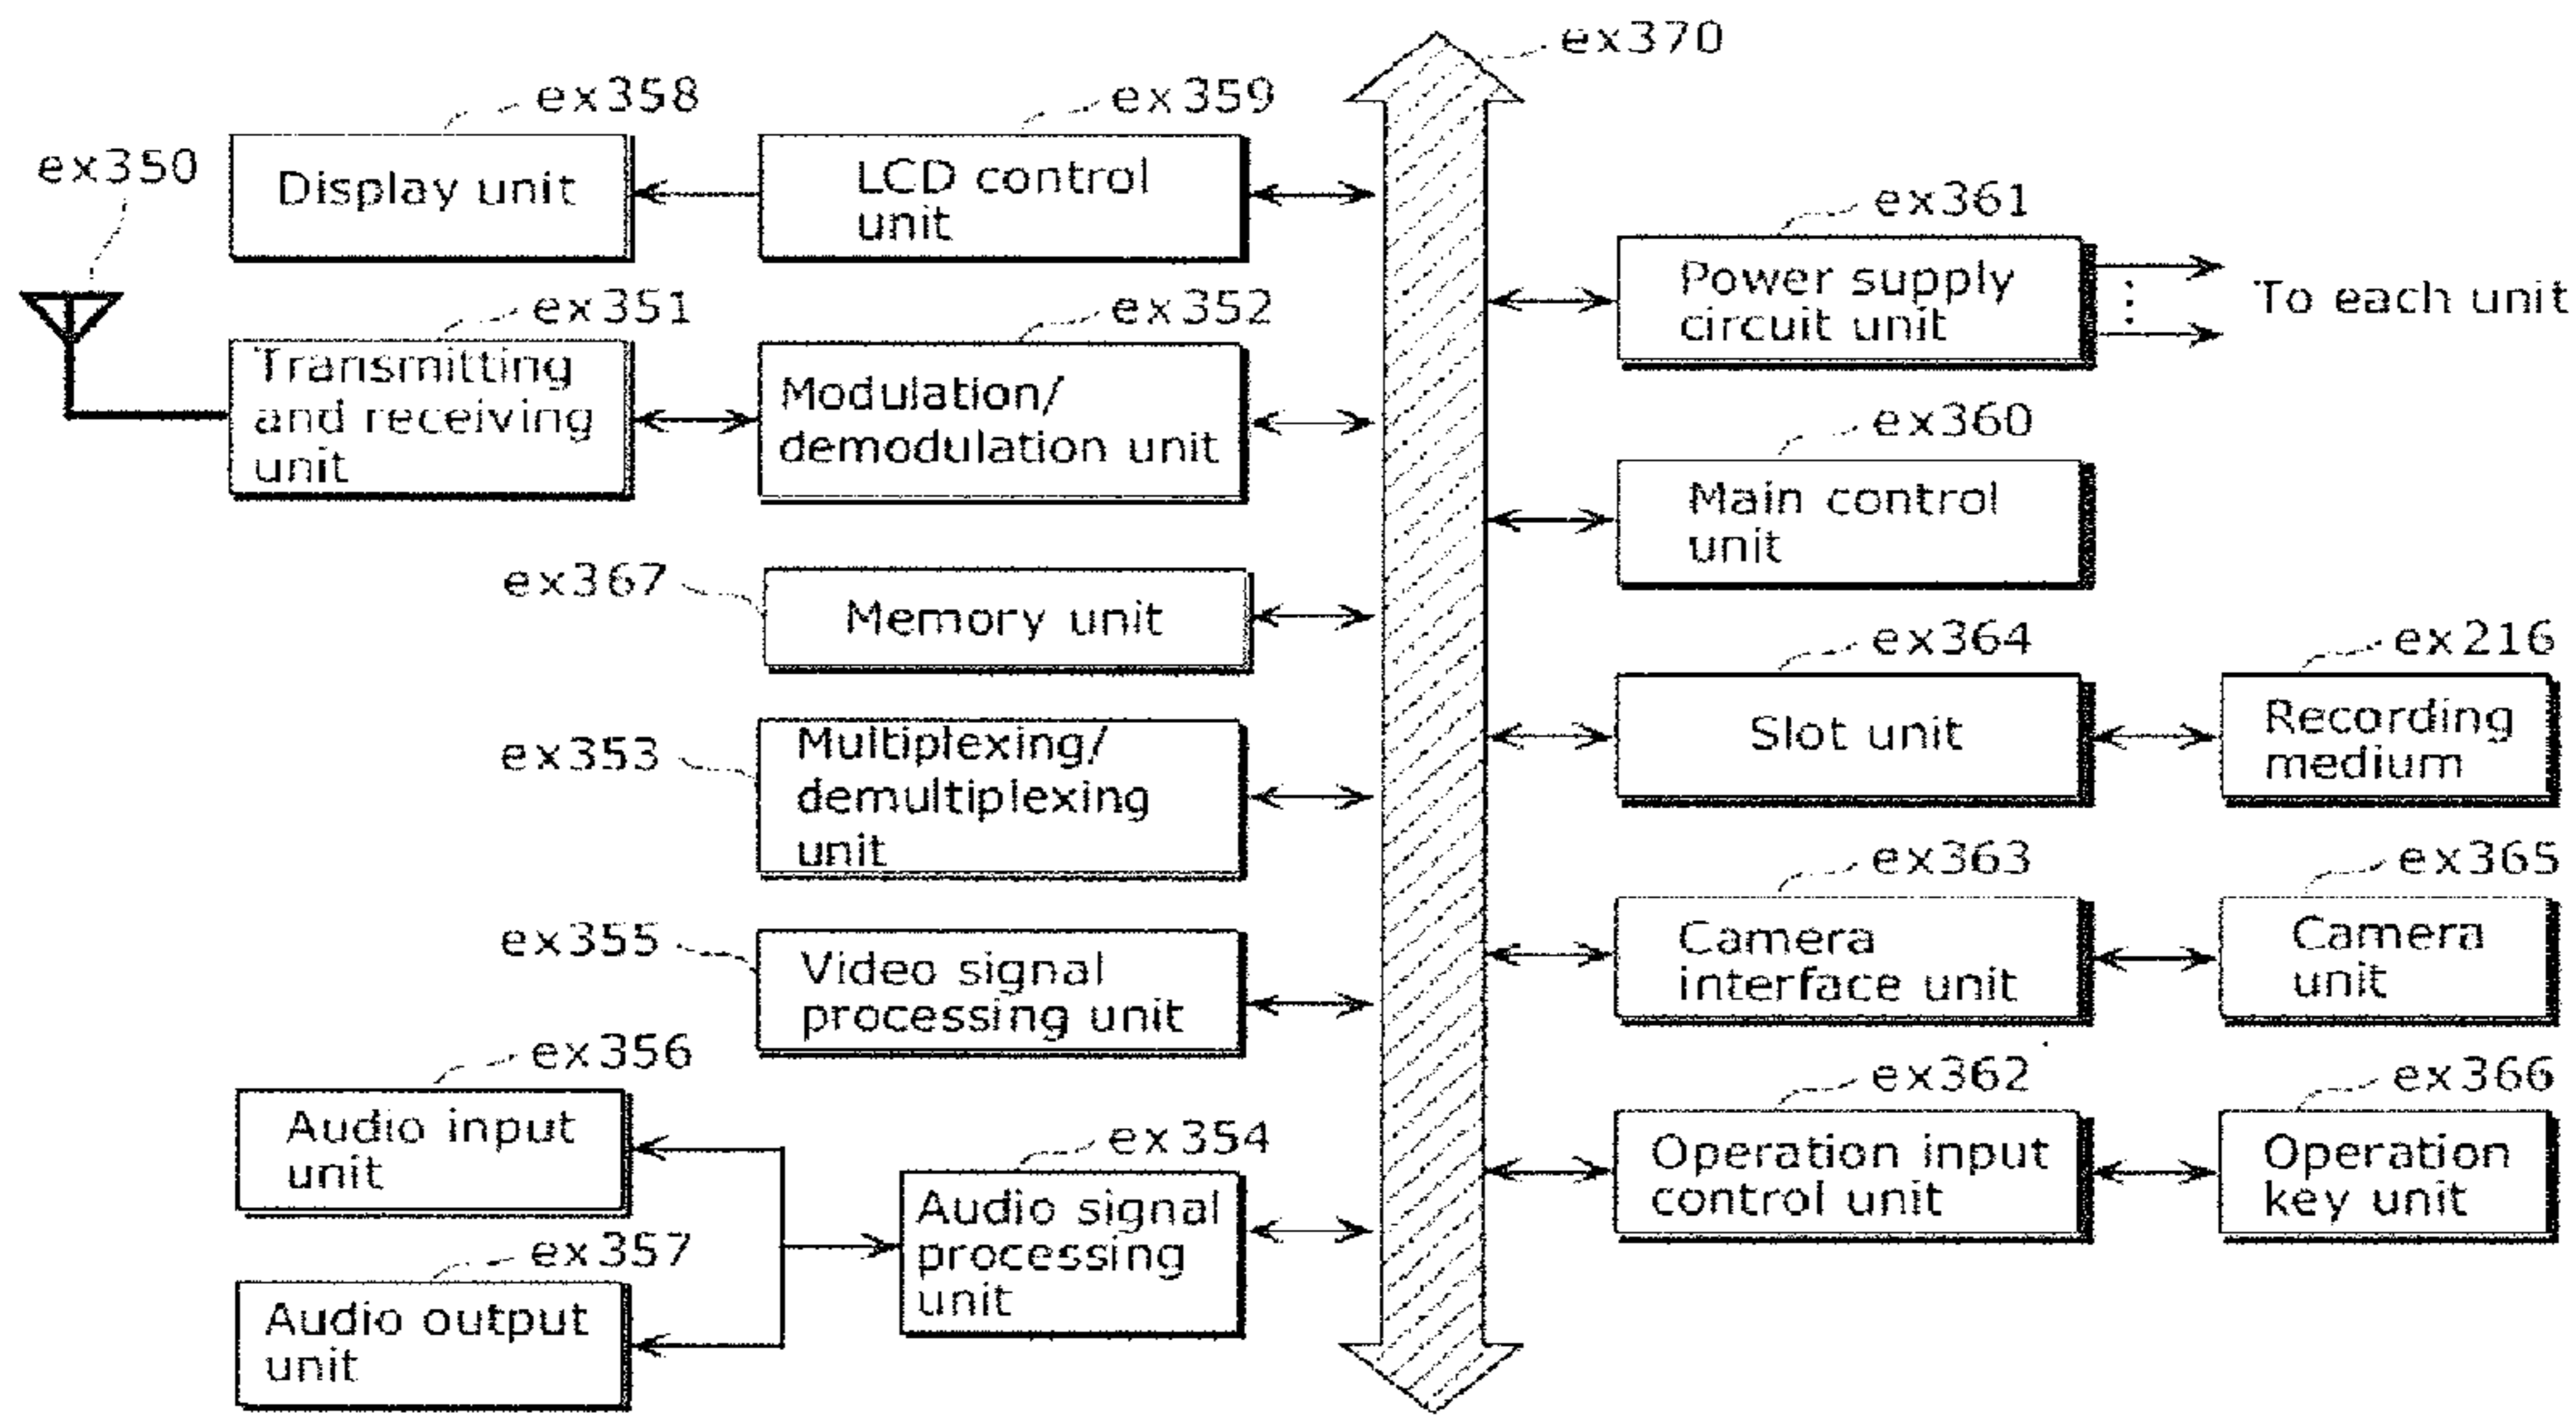 ex370
ex358
ex359
ex350
Display unit
LCD control
unit
ex361
Power supply
circuit unit
To each unit
ex351
ex352
Transmitting
and receiving
unit
Modulation/
demodulation unit
ex360
Main control
unit
ex367
Memory unit
ex364
ex216
Slot unit
Recording
medium
ex353
Multiplexing/
demultiplexing
unit
ex363
ex365
Camera
interface unit
Camera
unit
ex355
Video signal
processing unit
ex356
Audio input
unit
ex362
ex366
Operation input
control unit
Operation
key unit
ex354
Audio signal
processing
unit
ex357
Audio output
unit